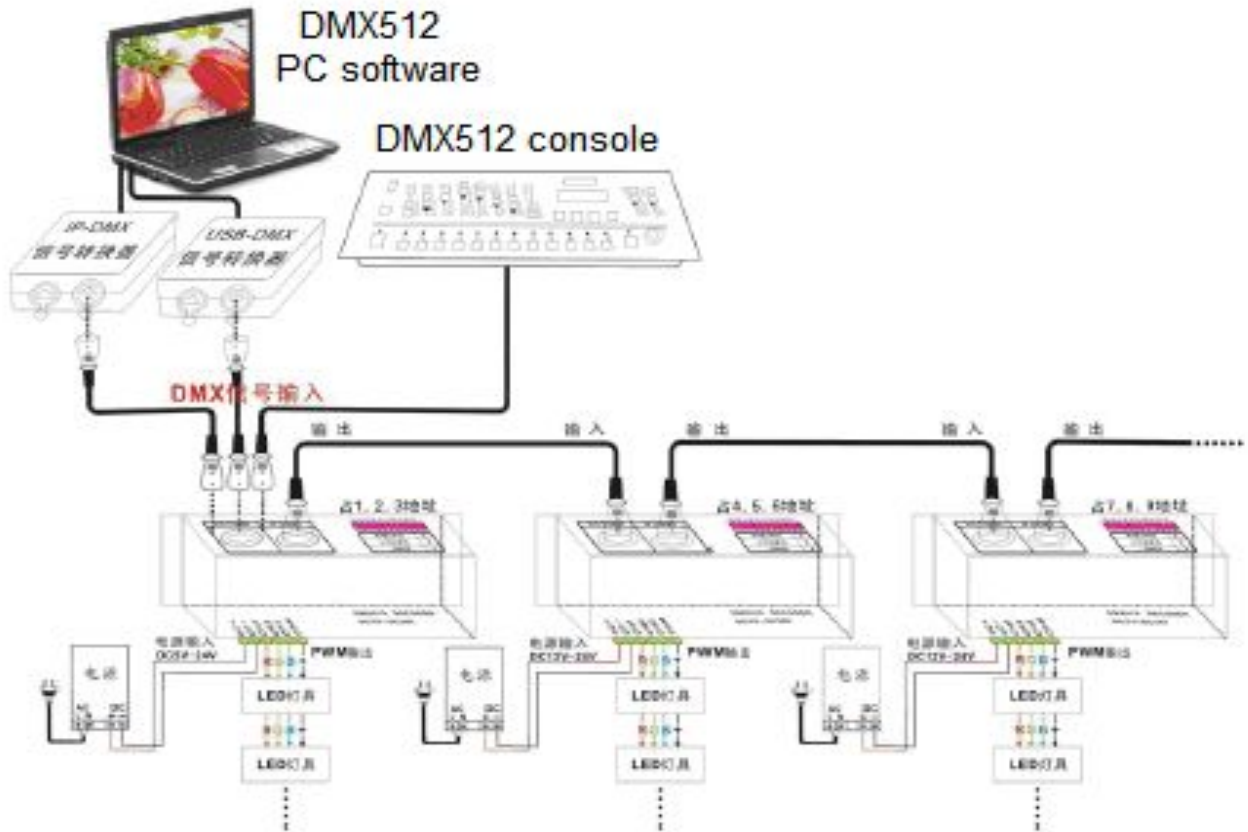 DMX512
PC software
DMX512 console
IP-DMX
信号转换器
USB-DMX
信号转换器
DMX信号输入
输出
输入
输出
输入
输出
占1、2、3地址
占4、5、6地址
占7、8、9地址
电源输入
DC5V-24V
PWM输出
电源输入
DC12V-24V
PWM输出
电源输入
DC12V-24V
PWM输出
电源
电源
电源
R G B +
R G B +
R G B +
LED灯具
LED灯具
LED灯具
R G B +
R G B +
R G B +
LED灯具
LED灯具
LED灯具